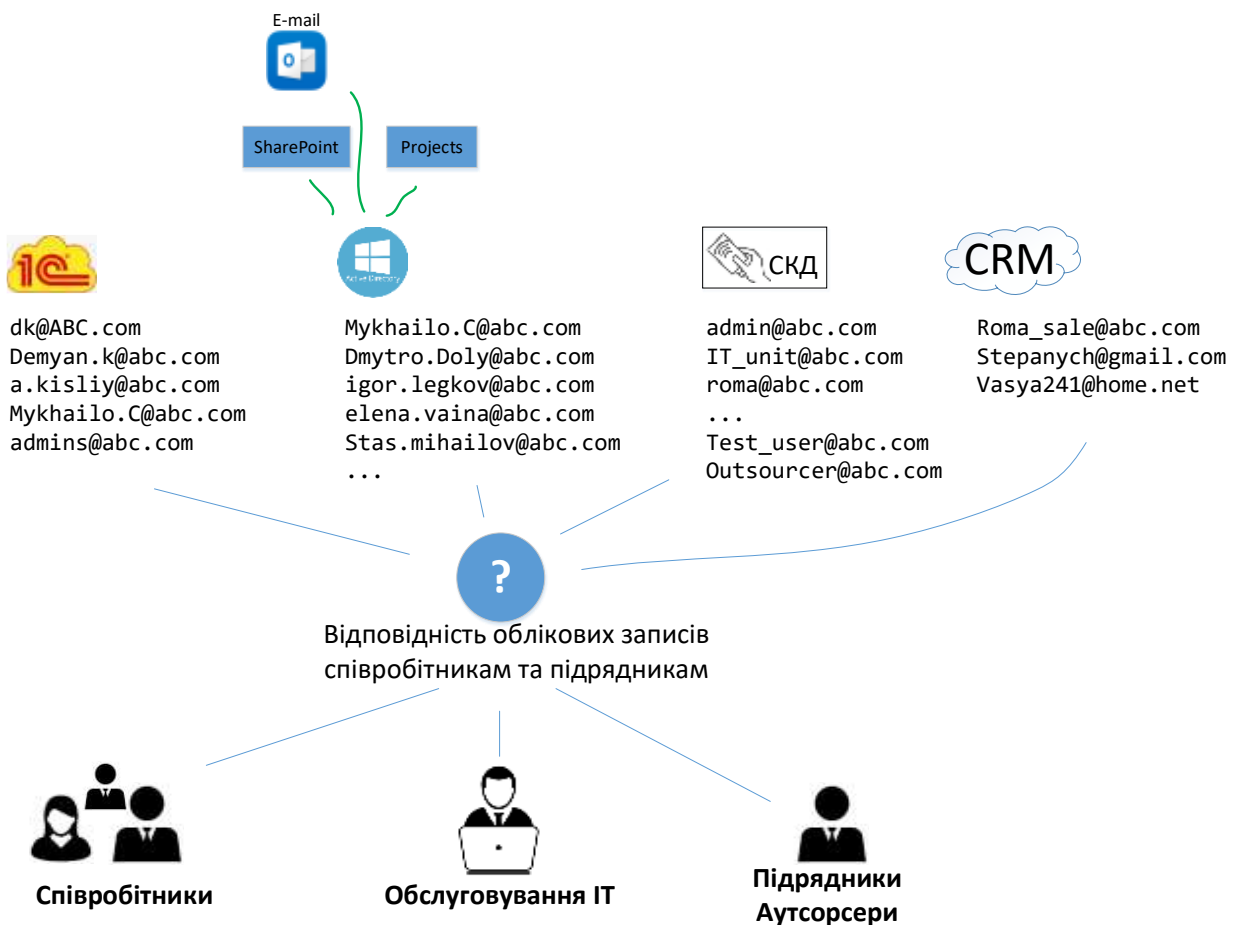 E-mail
SharePoint
Projects
1С
Active Directory
СКД
CRM
dk@ABC.com
Demyan.k@abc.com
a.kisliy@abc.com
Mykhailo.C@abc.com
admins@abc.com
Mykhailo.C@abc.com
Dmytro.Doly@abc.com
igor.legkov@abc.com
elena.vaina@abc.com
Stas.mihailov@abc.com
...
admin@abc.com
IT_unit@abc.com
roma@abc.com
...
Test_user@abc.com
Outsourcer@abc.com
Roma_sale@abc.com
Stepanych@gmail.com
Vasya241@home.net
?
Відповідність облікових записів
співробітникам та підрядникам
Співробітники
Обслуговування ІТ
Підрядники
Аутсорсери